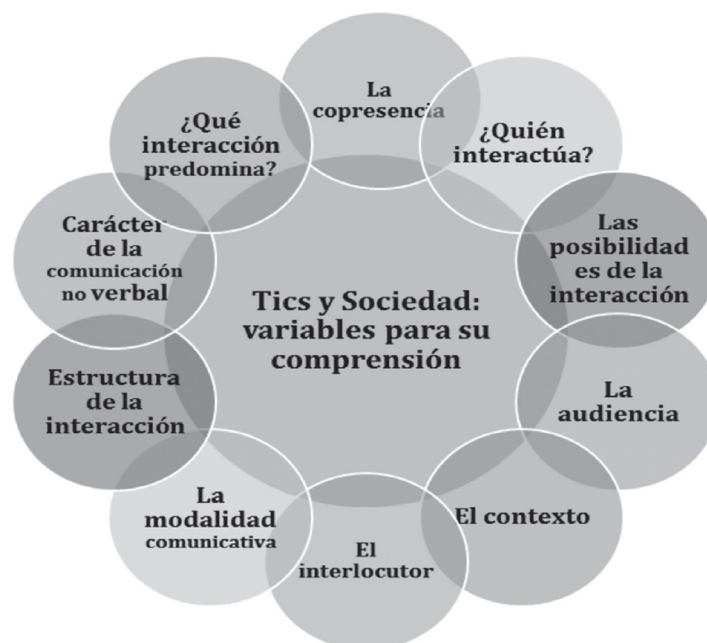 La
copresencia
¿Quién
interactúa?
Las
posibilidad
es de la
interacción
La
audiencia
El contexto
El
interlocutor
La
modalidad
comunicativa
Estructura
de la
interacción
Carácter
de la
comunicación
no verbal
¿Qué
interacción
predomina?
Tics y Sociedad:
variables para su
comprensión